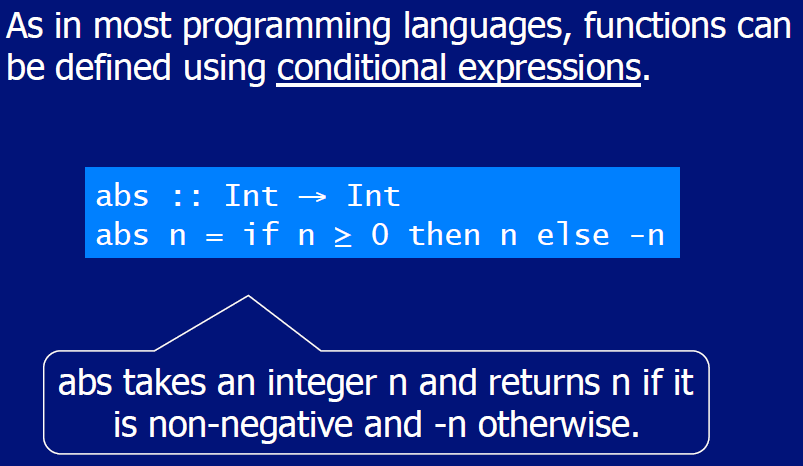 As in most programming languages, functions can
be defined using conditional expressions.
abs :: Int → Int
abs n = if n ≥ 0 then n else -n
abs takes an integer n and returns n if it
is non-negative and -n otherwise.